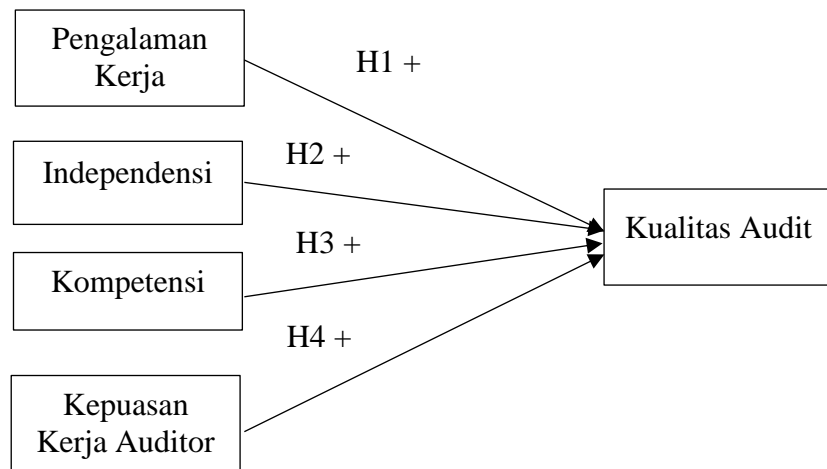 Pengalaman
Kerja
H1 +
Independensi
H2 +
Kompetensi
H3 +
Kepuasan
Kerja Auditor
H4 +
Kualitas Audit